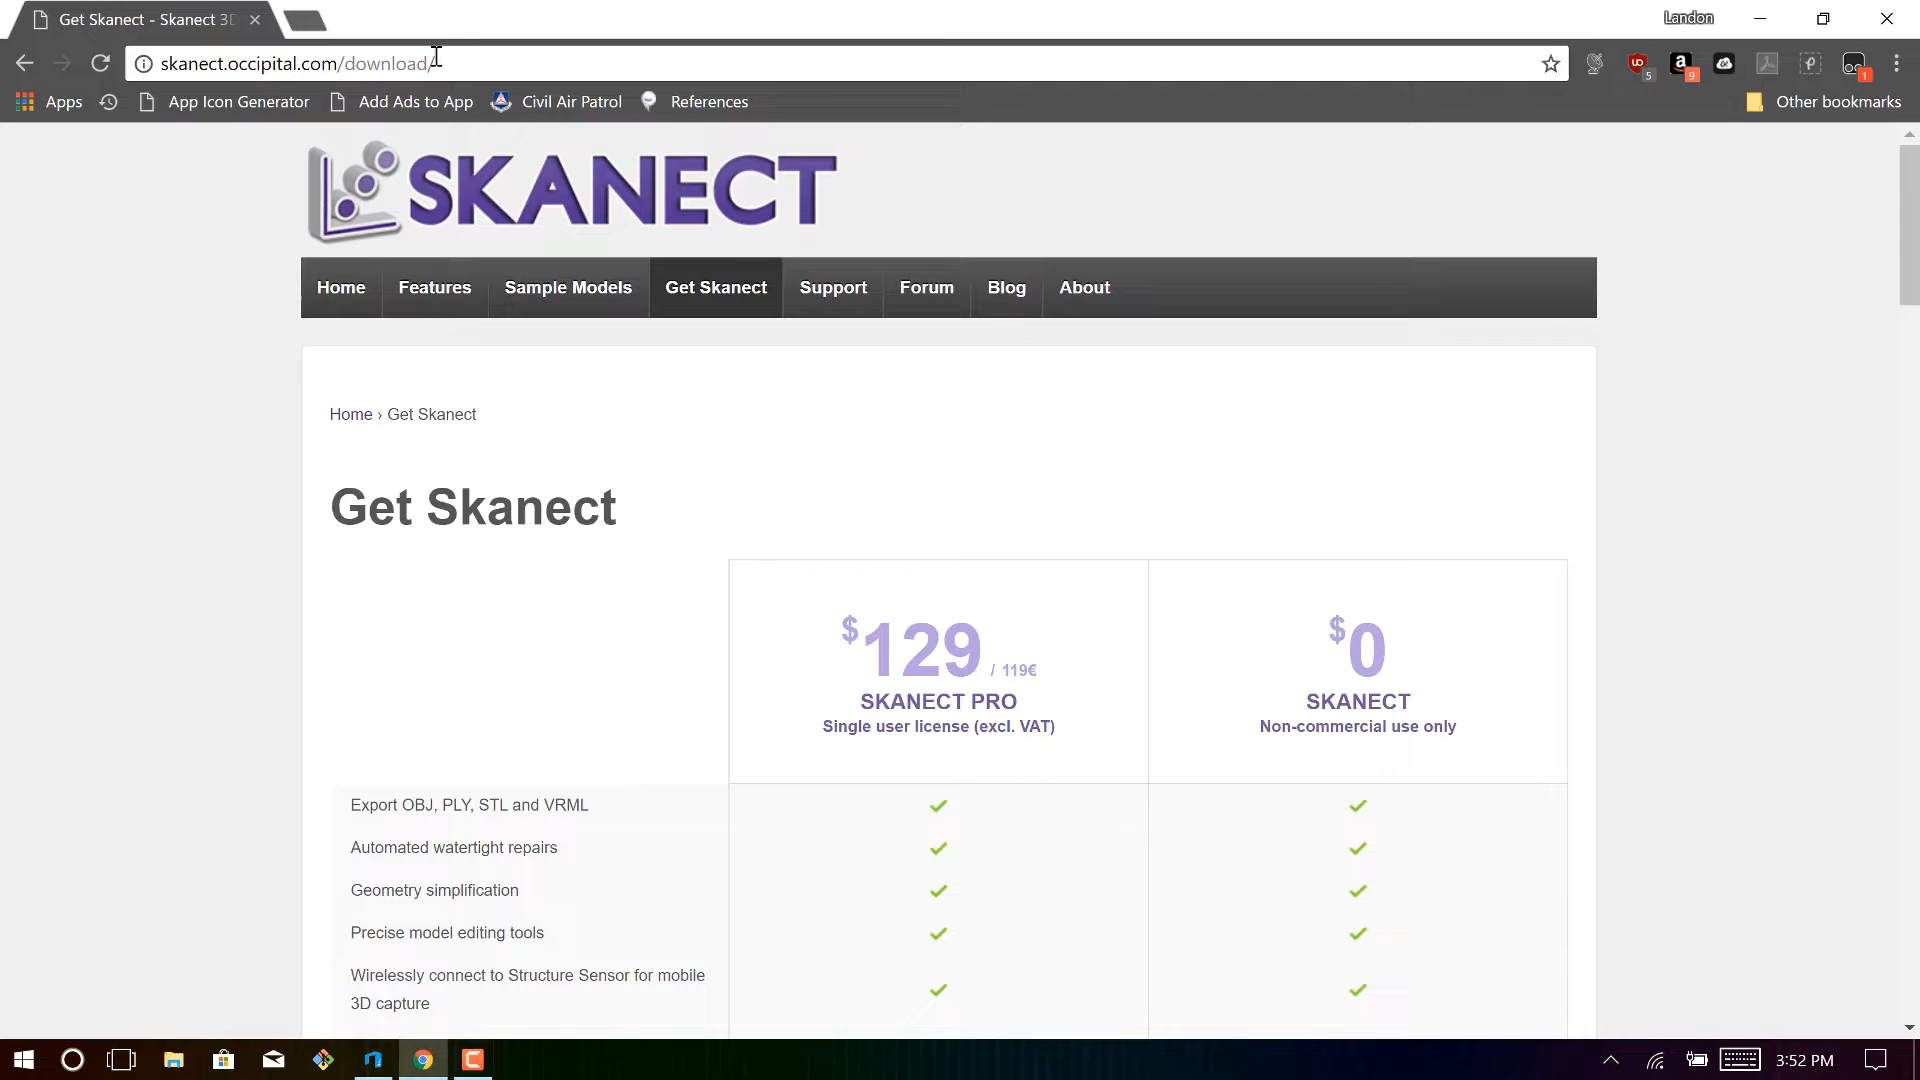 Get Skanect - Skanect 3D
Landon
skanect.occipital.com/download/
UD 5
a 9
1
Apps
App Icon Generator
Add Ads to App
Civil Air Patrol
References
Other bookmarks
SKANECT
Home
Features
Sample Models
Get Skanect
Support
Forum
Blog
About
Home › Get Skanect
Get Skanect
$129 / 119€
SKANECT PRO
Single user license (excl. VAT)
$0
SKANECT
Non-commercial use only
Export OBJ, PLY, STL and VRML
Automated watertight repairs
Geometry simplification
Precise model editing tools
Wirelessly connect to Structure Sensor for mobile
3D capture
3:52 PM